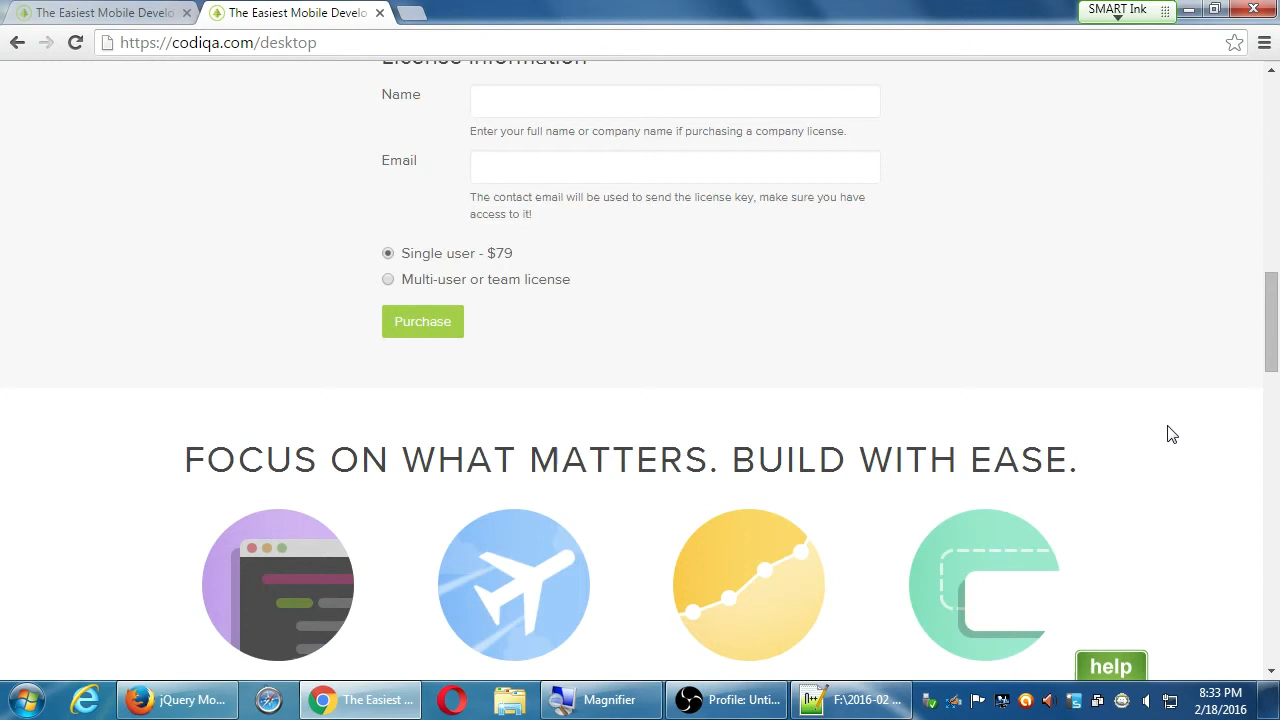 The Easiest Mobile Develo
The Easiest Mobile Develo
SMART Ink
https://codiqa.com/desktop
License Information
Name
Enter your full name or company name if purchasing a company license.
Email
The contact email will be used to send the license key, make sure you have
access to it!
Single user - $79
Multi-user or team license
Purchase
FOCUS ON WHAT MATTERS. BUILD WITH EASE.
help
jQuery Mo...
The Easiest ...
Magnifier
Profile: Unti...
F:\2016-02 ...
8:33 PM
2/18/2016